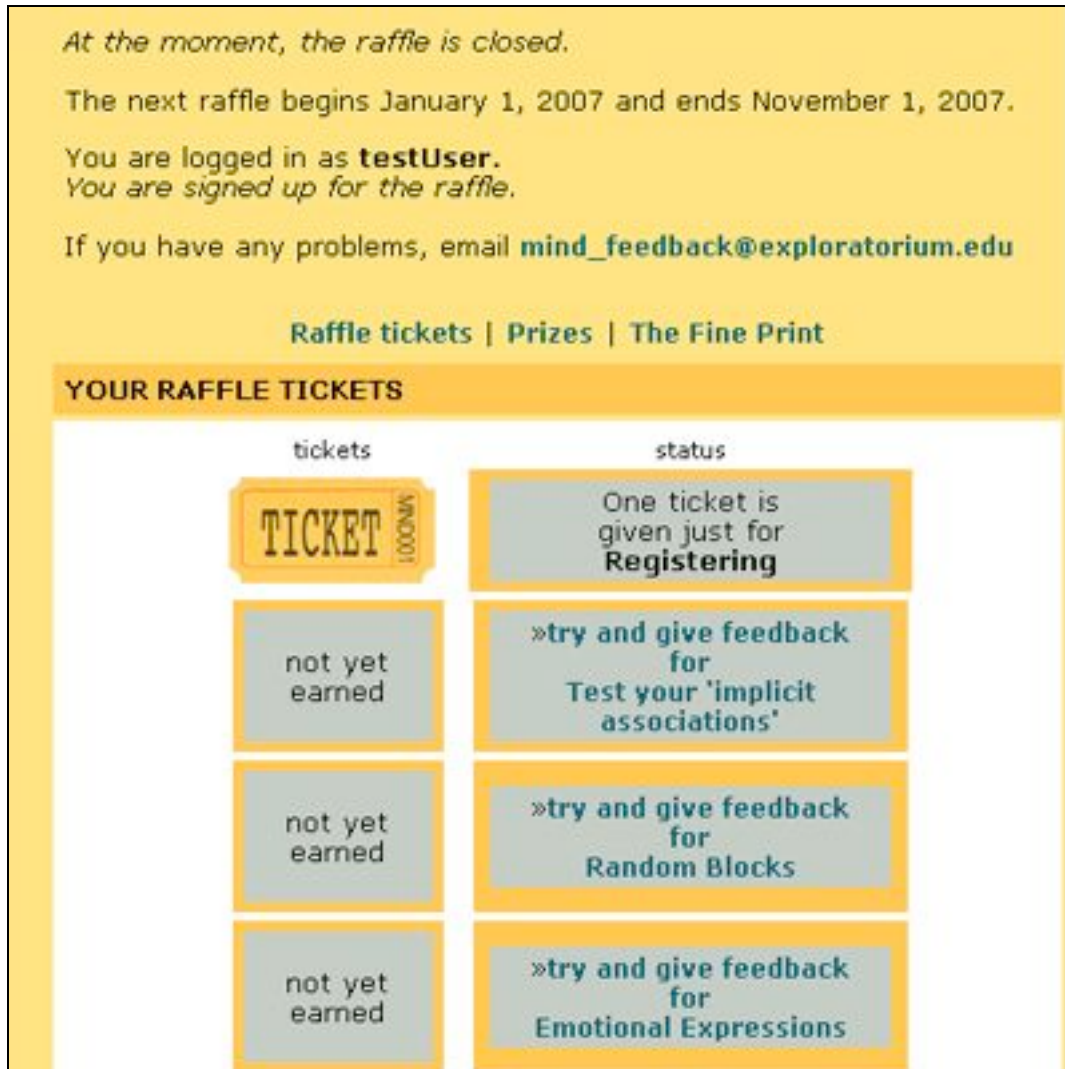 At the moment, the raffle is closed.
The next raffle begins January 1, 2007 and ends November 1, 2007.
You are logged in as testUser.
You are signed up for the raffle.
If you have any problems, email mind_feedback@exploratorium.edu
Raffle tickets | Prizes | The Fine Print
YOUR RAFFLE TICKETS
tickets
status
TICKET
MND001
One ticket is
given just for
Registering
not yet
earned
»try and give feedback
for
Test your 'implicit
associations'
not yet
earned
»try and give feedback
for
Random Blocks
not yet
earned
»try and give feedback
for
Emotional Expressions